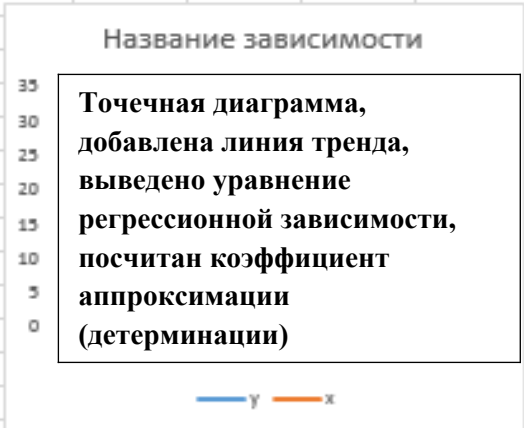 Название зависимости
35
30
25
20
15
10
5
0
Точечная диаграмма,
добавлена линия тренда,
выведено уравнение
регрессионной зависимости,
посчитан коэффициент
аппроксимации
(детерминации)
y x